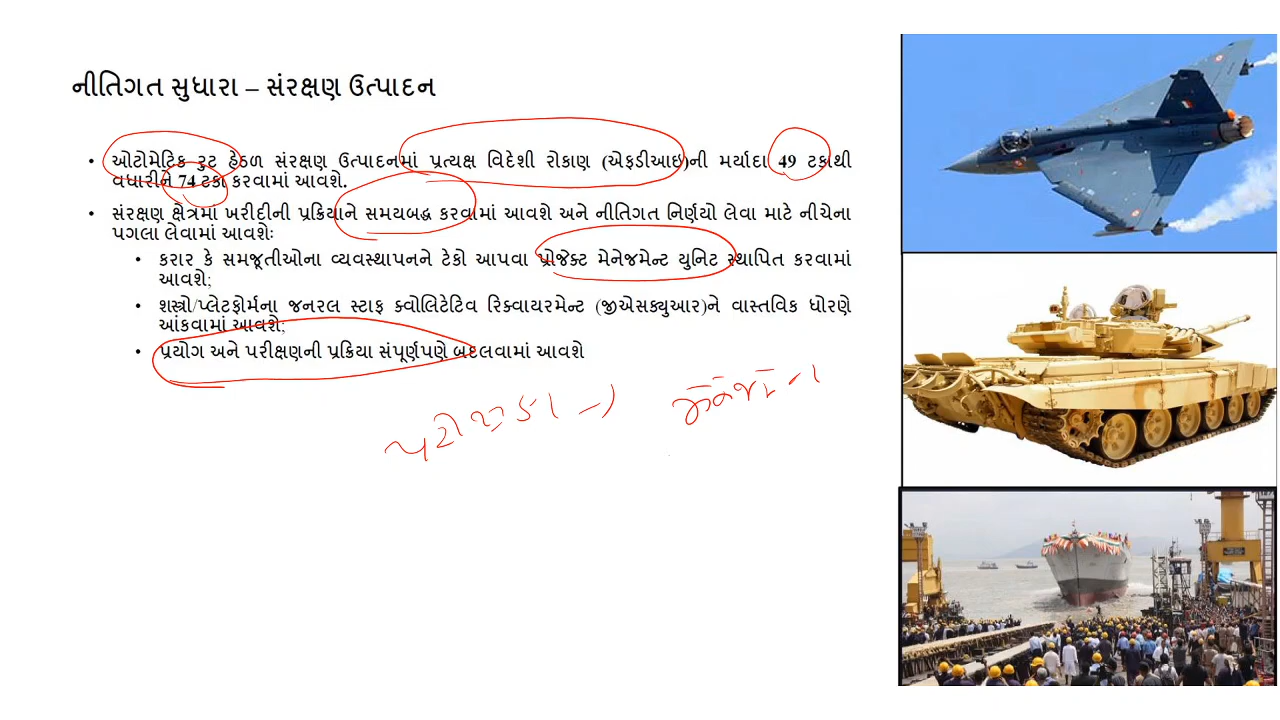 નીતિગત સુધારા – સંરક્ષણ ઉત્પાદન
• ઓટોમેટિક રુટ હેઠળ સંરક્ષણ ઉત્પાદનમાં પ્રત્યક્ષ વિદેશી રોકાણ (એફડીઆઇ)ની મર્યાદા 49 ટકાથી
વધારીને 74 ટકા કરવામાં આવશે.
• સંરક્ષણ ક્ષેત્રમાં ખરીદીની પ્રક્રિયાને સમયબદ્ધ કરવામાં આવશે અને નીતિગત નિર્ણયો લેવા માટે નીચેના
પગલા લેવામાં આવશેઃ
• કરાર કે સમજૂતીઓના વ્યવસ્થાપનને ટેકો આપવા પ્રોજેક્ટ મેનેજમેન્ટ યુનિટ સ્થાપિત કરવામાં
આવશે;
• શસ્ત્રો/પ્લેટફોર્મના જનરલ સ્ટાફ ક્વોલિટેટિવ રિક્વાયરમેન્ટ (જીએસક્યુઆર)ને વાસ્તવિક ધોરણે
આંકવામાં આવશે;
• પ્રયોગ અને પરીક્ષણની પ્રક્રિયા સંપૂર્ણપણે બદલવામાં આવશે